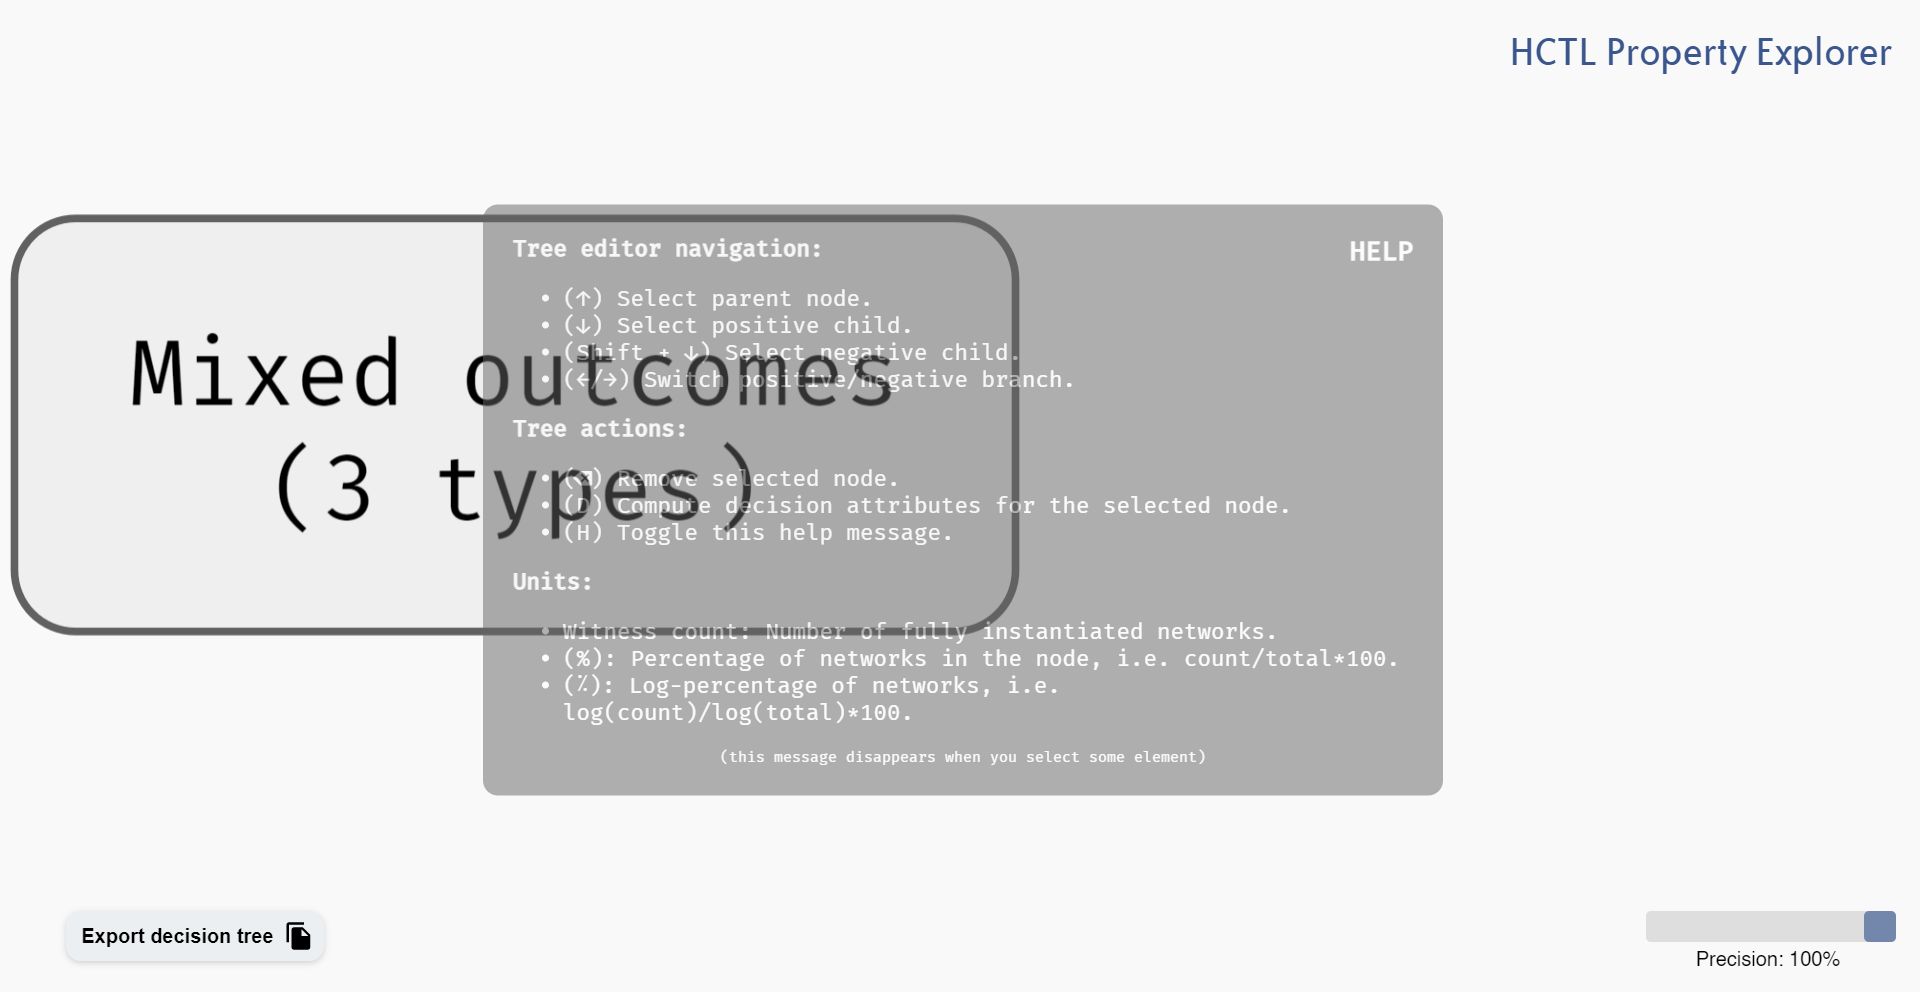 HCTL Property Explorer
HELP
Tree editor navigation:
• (↑) Select parent node.
• (↓) Select positive child.
• (Shift + ↓) Select negative child.
• (←/→) Switch positive/negative branch.
Tree actions:
• (⌫) Remove selected node.
• (D) Compute decision attributes for the selected node.
• (H) Toggle this help message.
Units:
• Witness count: Number of fully instantiated networks.
• (%): Percentage of networks in the node, i.e. count/total*100.
• (⁒): Log-percentage of networks, i.e.
log(count)/log(total)*100.
(this message disappears when you select some element)
Mixed outcomes
(3 types)
Export decision tree
Precision: 100%